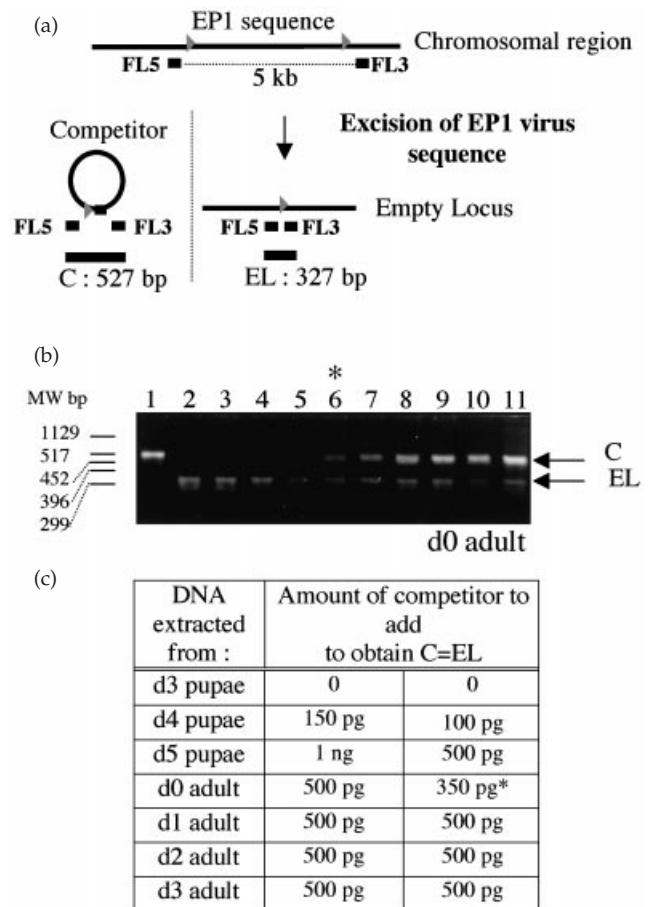 (a)
EP1 sequence
Chromosomal region
FL5
FL3
5 kb
Competitor
Excision of EP1 virus
sequence
FL5 FL3
C : 527 bp
Empty Locus
FL5 FL3
EL : 327 bp
(b)
*
MW bp 1 2 3 4 5 6 7 8 9 10 11
1129
517
452
396
299
C
EL
d0 adult
(c)
DNA extracted from : Amount of competitor to add to obtain C=EL
d3 pupae 0 0
d4 pupae 150 pg 100 pg
d5 pupae 1 ng 500 pg
d0 adult 500 pg 350 pg*
d1 adult 500 pg 500 pg
d2 adult 500 pg 500 pg
d3 adult 500 pg 500 pg